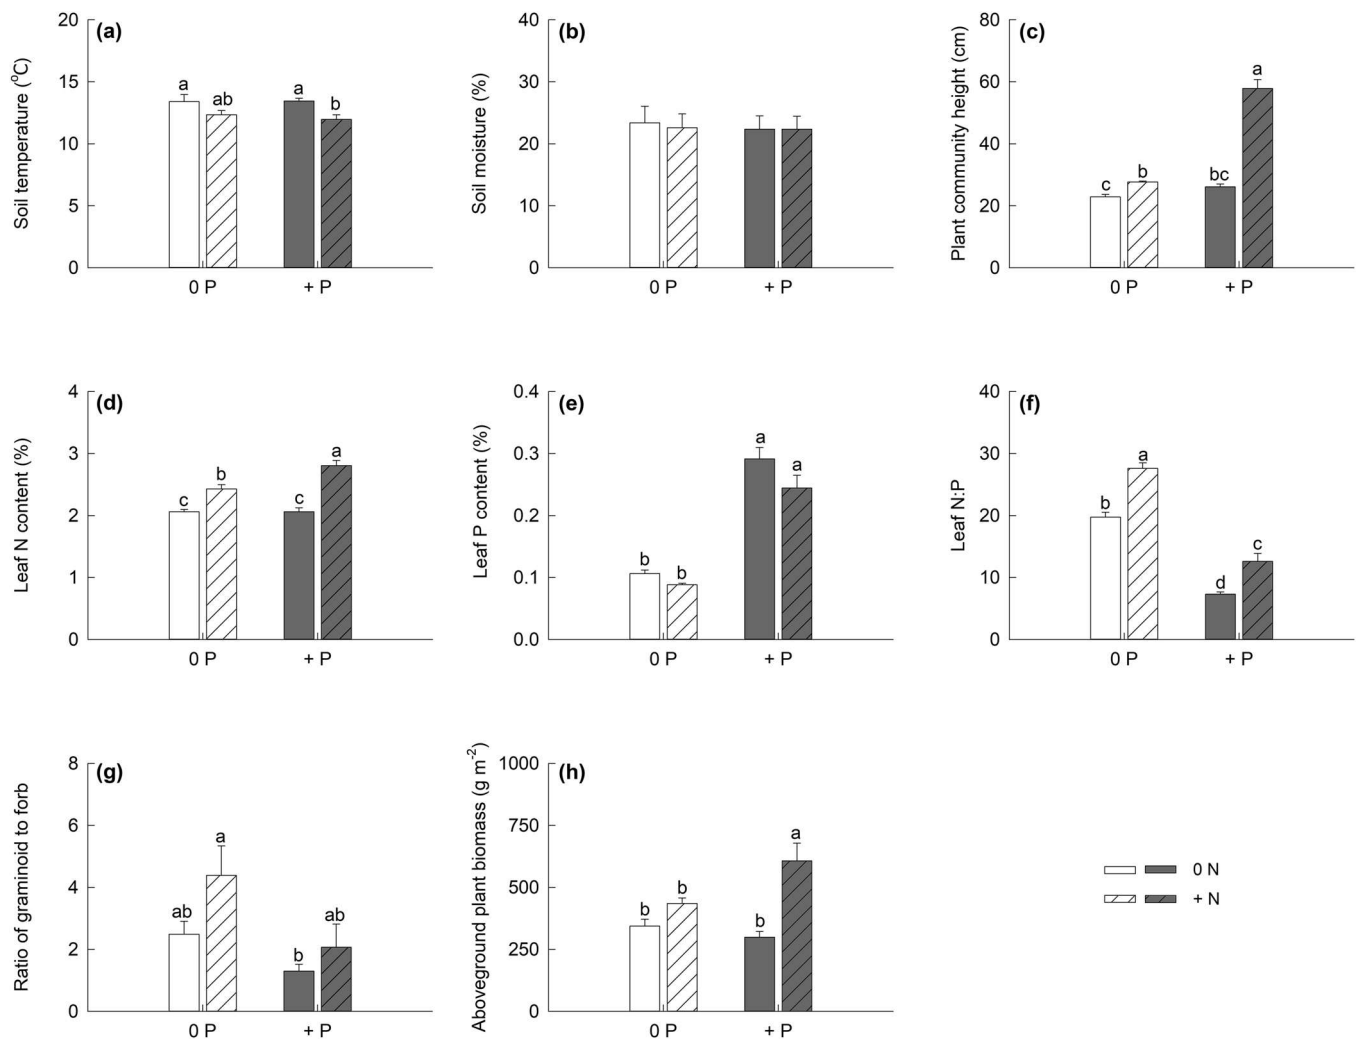 (a)
Soil temperature (°C)
20
15
10
5
0
a
ab
a
b
0 P
+ P
(b)
Soil moisture (%)
40
30
20
10
0
0 P
+ P
(c)
Plant community height (cm)
80
60
40
20
0
c
b
bc
a
0 P
+ P
(d)
Leaf N content (%)
4
3
2
1
0
c
b
c
a
0 P
+ P
(e)
Leaf P content (%)
0.4
0.3
0.2
0.1
0.0
b
b
a
a
0 P
+ P
(f)
Leaf N:P
40
30
20
10
0
b
a
d
c
0 P
+ P
(g)
Ratio of graminoid to forb
8
6
4
2
0
ab
a
b
ab
0 P
+ P
(h)
Aboveground plant biomass (g m⁻²)
1000
750
500
250
0
b
b
b
a
0 P
+ P
0 N
+ N